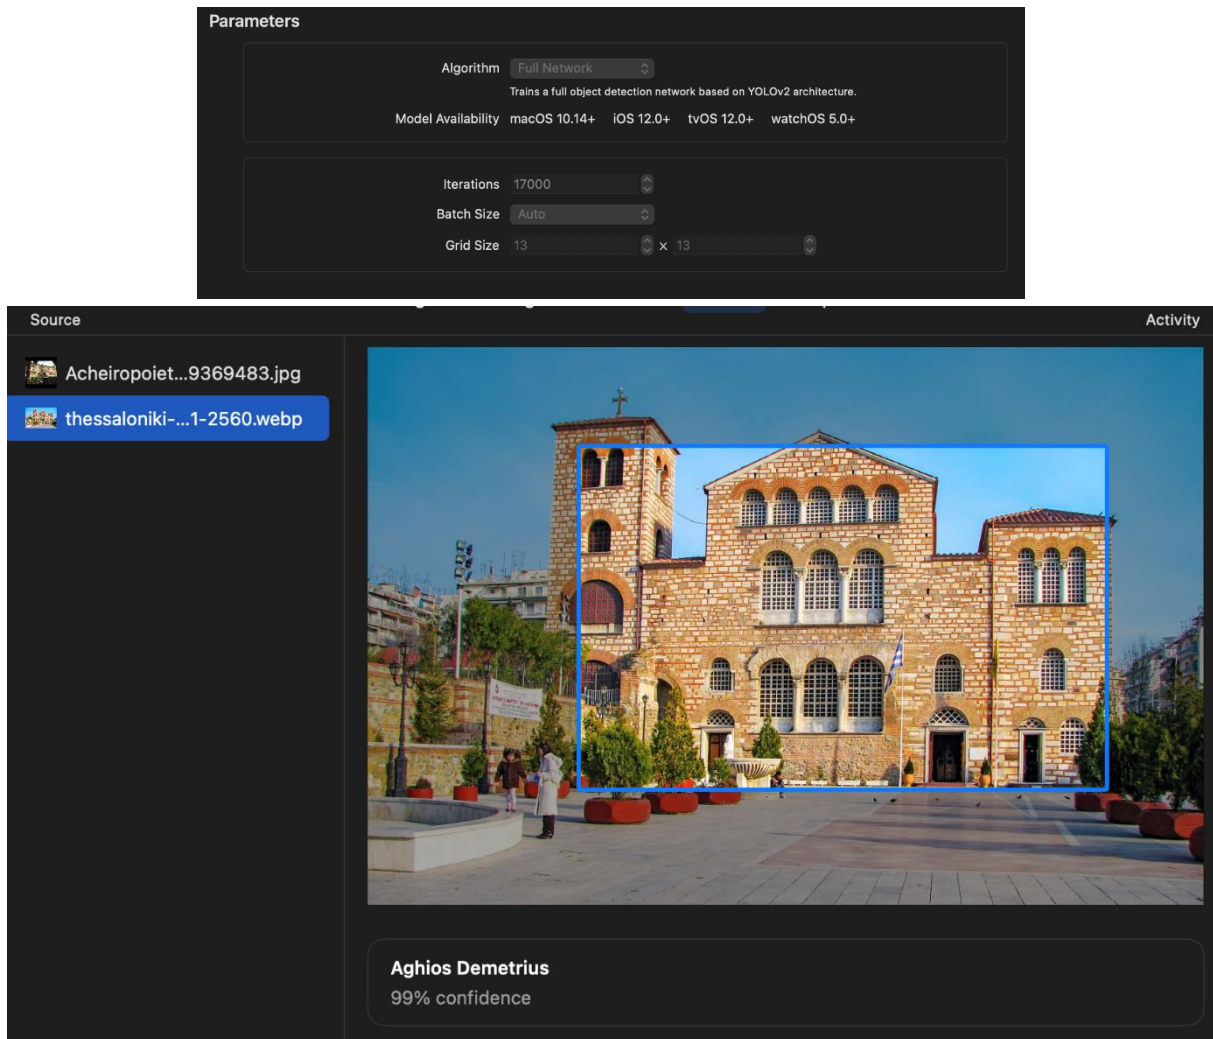 Parameters
Algorithm Full Network
Trains a full object detection network based on YOLOv2 architecture.
Model Availability macOS 10.14+ iOS 12.0+ tvOS 12.0+ watchOS 5.0+
Iterations 17000
Batch Size Auto
Grid Size 13 x 13
Source Activity
Acheiropoiet...9369483.jpg
thessaloniki-...1-2560.webp
Aghios Demetrius
99% confidence